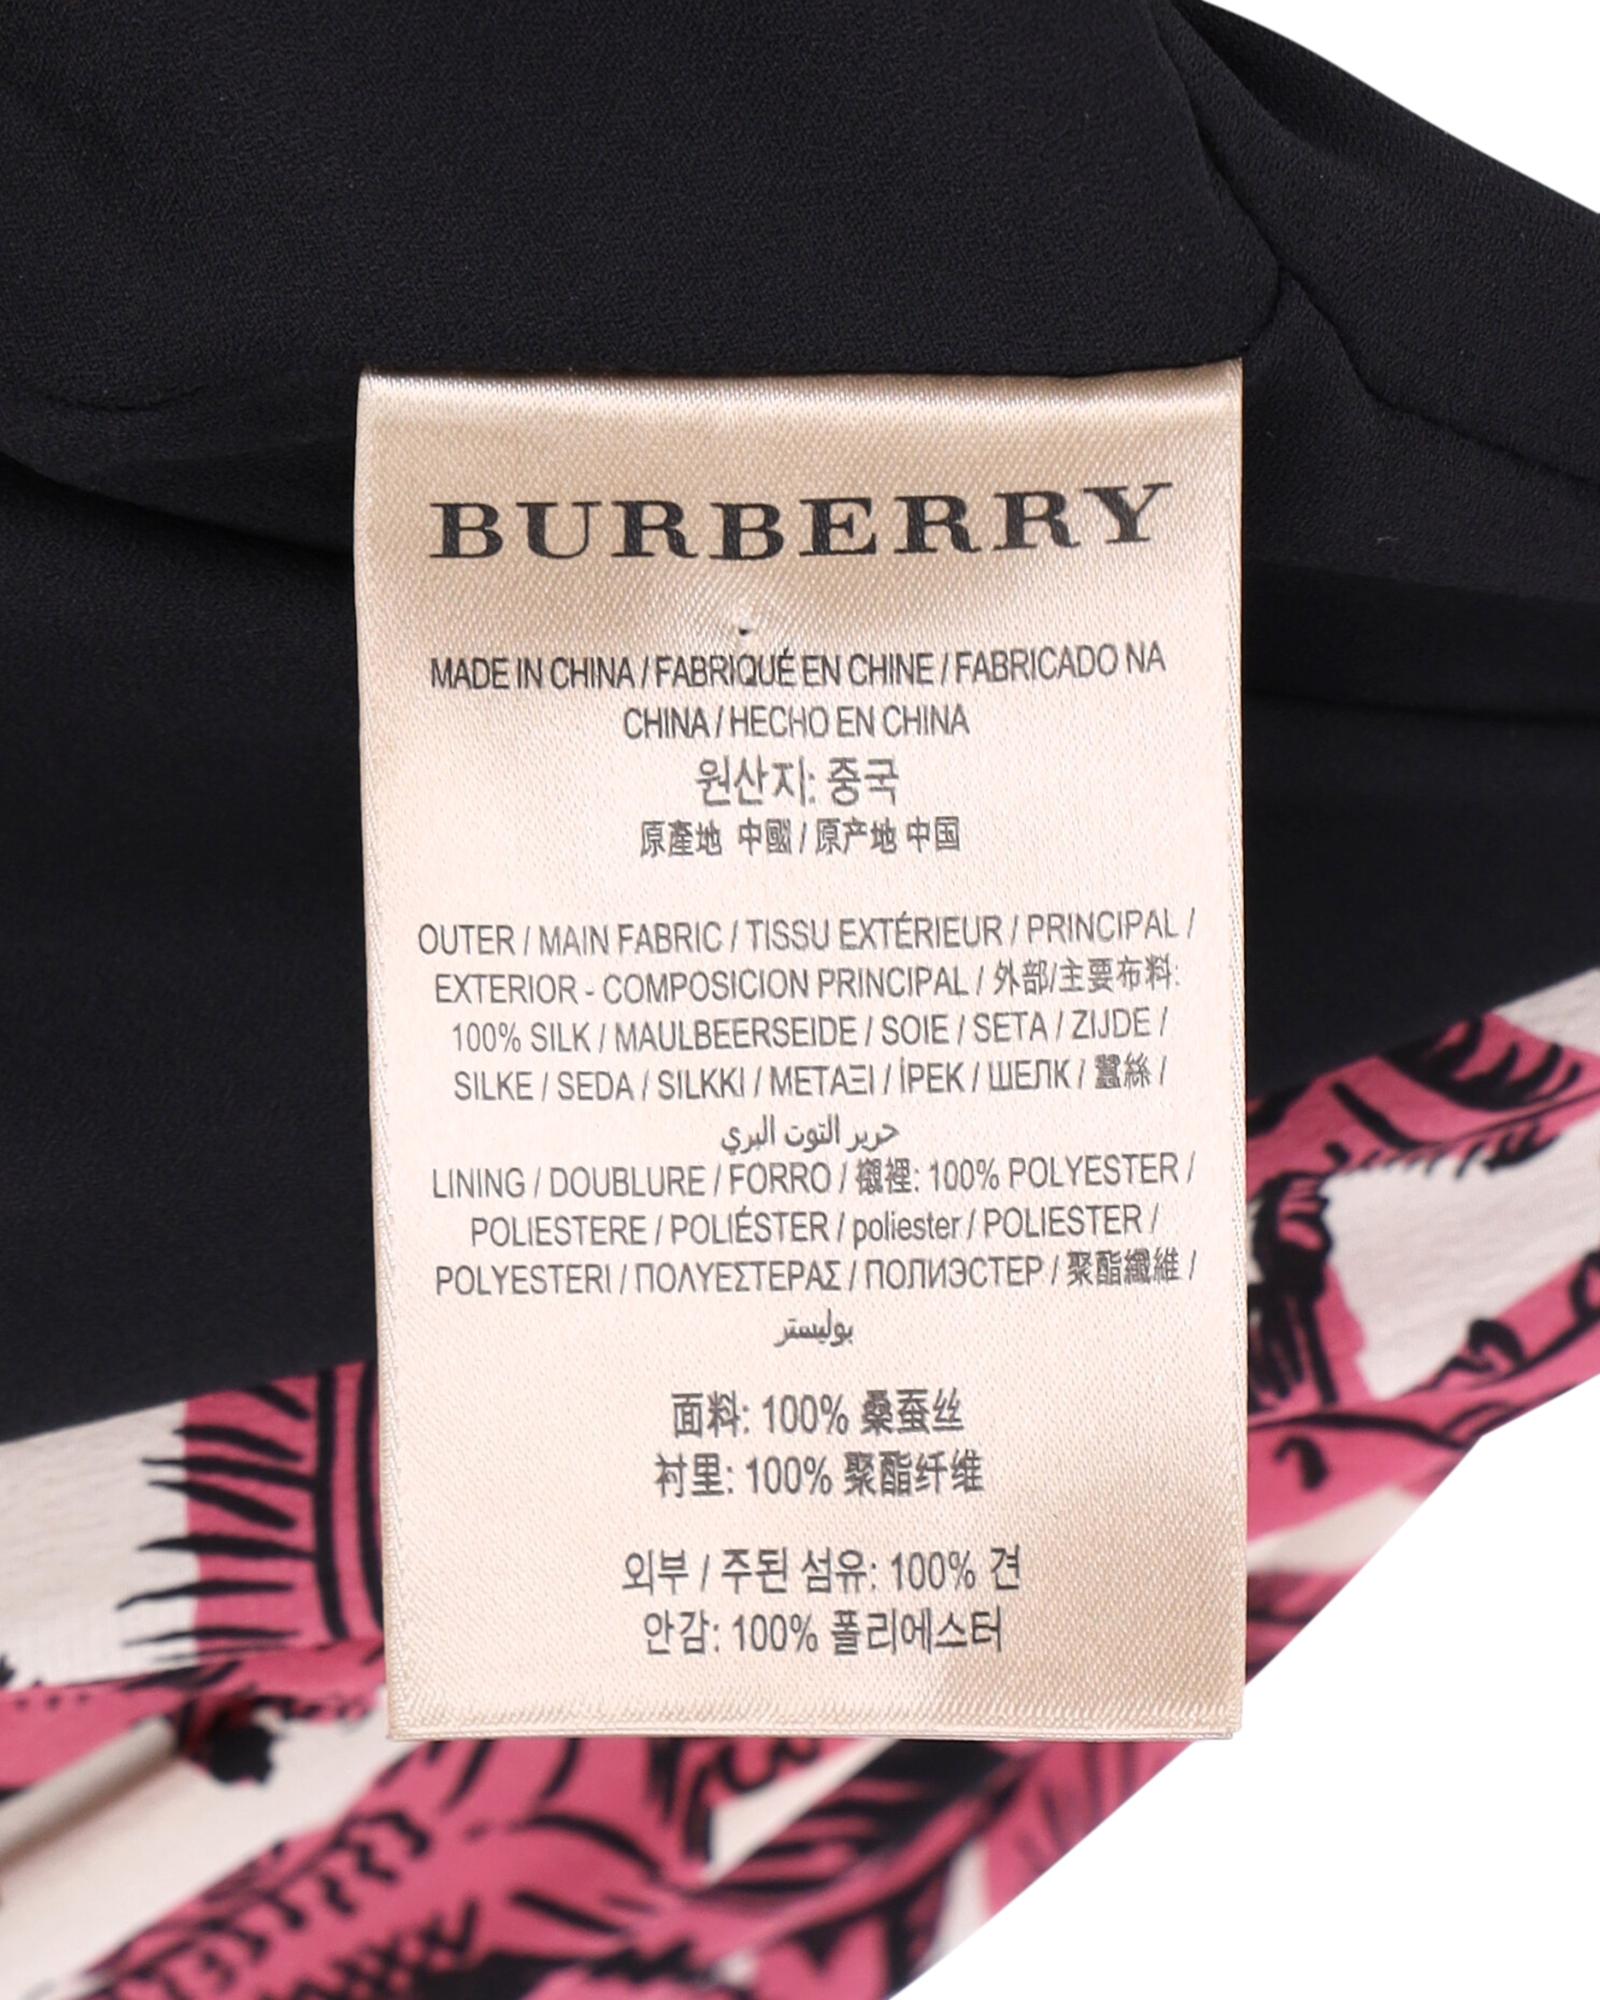 BURBERRY
MADE IN CHINA / FABRIQUÉ EN CHINE / FABRICADO NA
CHINA / HECHO EN CHINA
원산지: 중국
原產地 中國 / 原产地 中国
OUTER / MAIN FABRIC / TISSU EXTÉRIEUR / PRINCIPAL /
EXTERIOR - COMPOSICION PRINCIPAL / 外部/主要布料:
100% SILK / MAULBEERSEIDE / SOIE / SETA / ZIJDE /
SILKE / SEDA / SILKKI / ΜΕΤΑΞΙ / İPEK / ШЕЛК / 蠶絲 /
حرير التوت البري
LINING / DOUBLURE / FORRO / 襯裡: 100% POLYESTER /
POLIESTERE / POLIÉSTER / poliester / POLIESTER /
POLYESTERI / ΠΟΛΥΕΣΤΕΡΑΣ / ПОЛИЭСТЕР / 聚酯纖維 /
بوليستر
面料: 100% 桑蚕丝
衬里: 100% 聚酯纤维
외부 / 주된 섬유: 100% 견
안감: 100% 폴리에스터